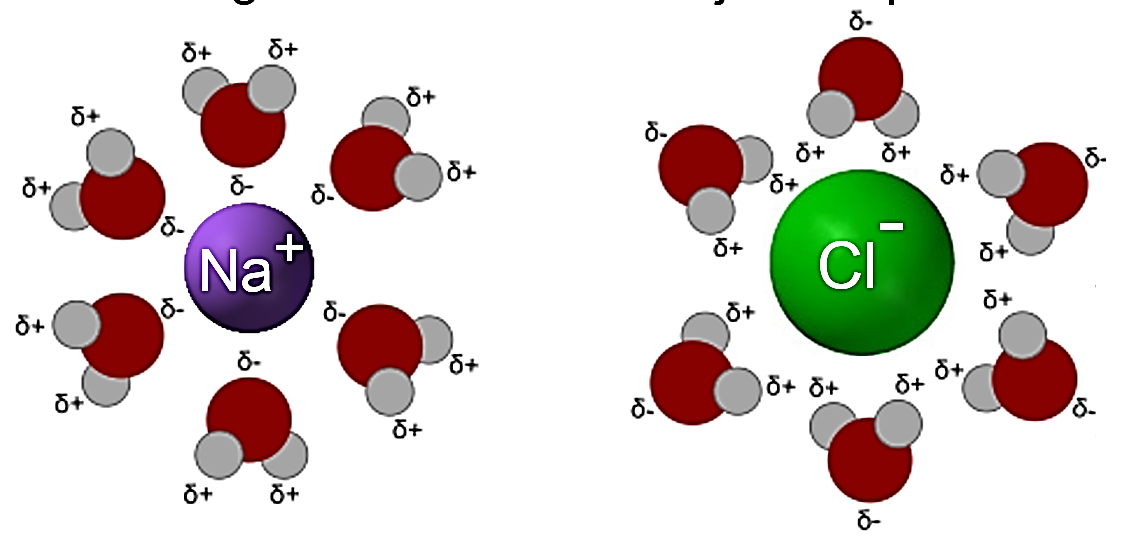 δ+ δ+
δ+ δ+
δ+ δ-
δ+ δ-
δ-
Na+
δ+ δ- δ-
δ+ δ+
δ- δ+
δ+ δ+
δ-
δ- δ+ δ+
δ+ δ+ δ-
δ+ δ+
Cl-
δ+ δ+
δ+ δ+ δ+ δ+
δ- δ-
δ-